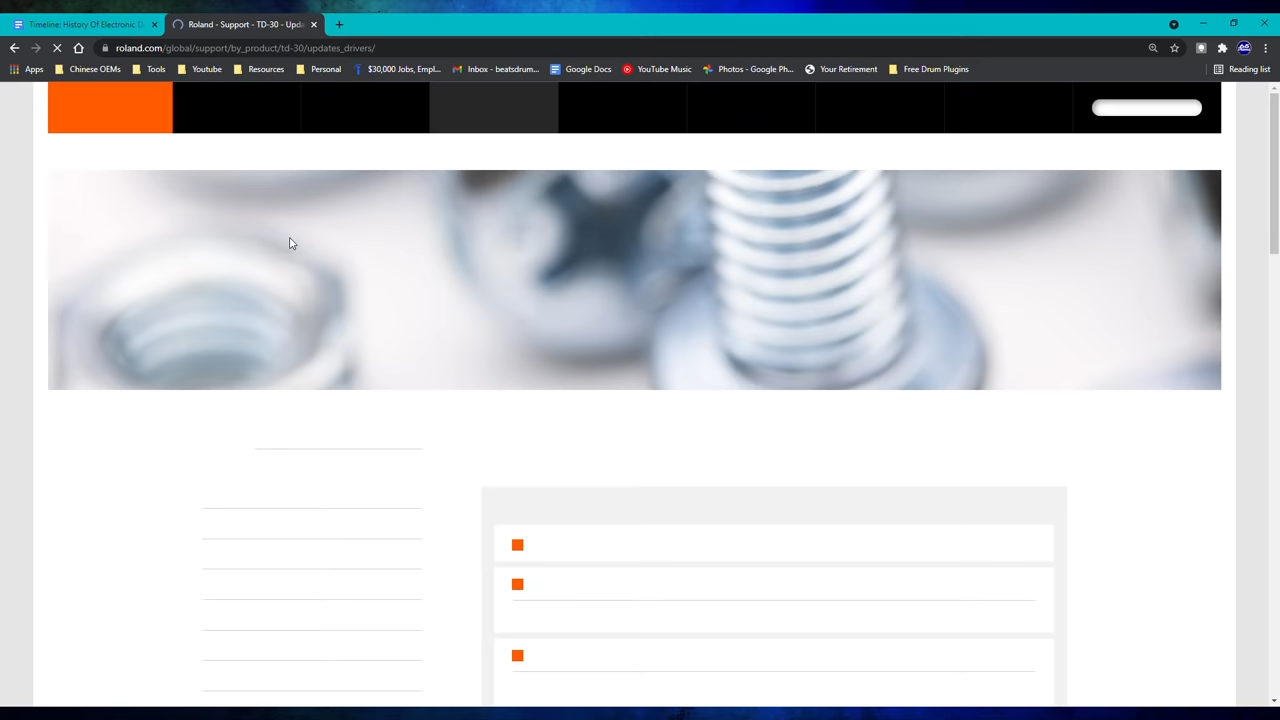 Timeline: History Of Electronic D
Roland - Support - TD-30 - Upda
roland.com/global/support/by_product/td-30/updates_drivers/
Apps
Chinese OEMs
Tools
Youtube
Resources
Personal
$30,000 Jobs, Empl...
Inbox - beatsdrum...
Google Docs
YouTube Music
Photos - Google Ph...
Your Retirement
Free Drum Plugins
Reading list